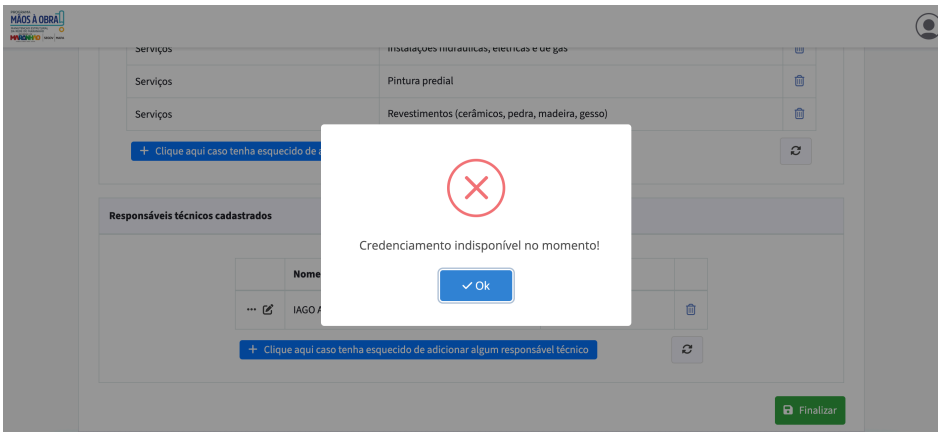 MÃOS À OBRA
Serviços
Instalações hidráulicas, elétricas e de gás
Serviços
Pintura predial
Serviços
Revestimentos (cerâmicos, pedra, madeira, gesso)
+ Clique aqui caso tenha esquecido de
Responsáveis técnicos cadastrados
Credenciamento indisponível no momento!
Ok
Nome
IAGO
+ Clique aqui caso tenha esquecido de adicionar algum responsável técnico
Finalizar